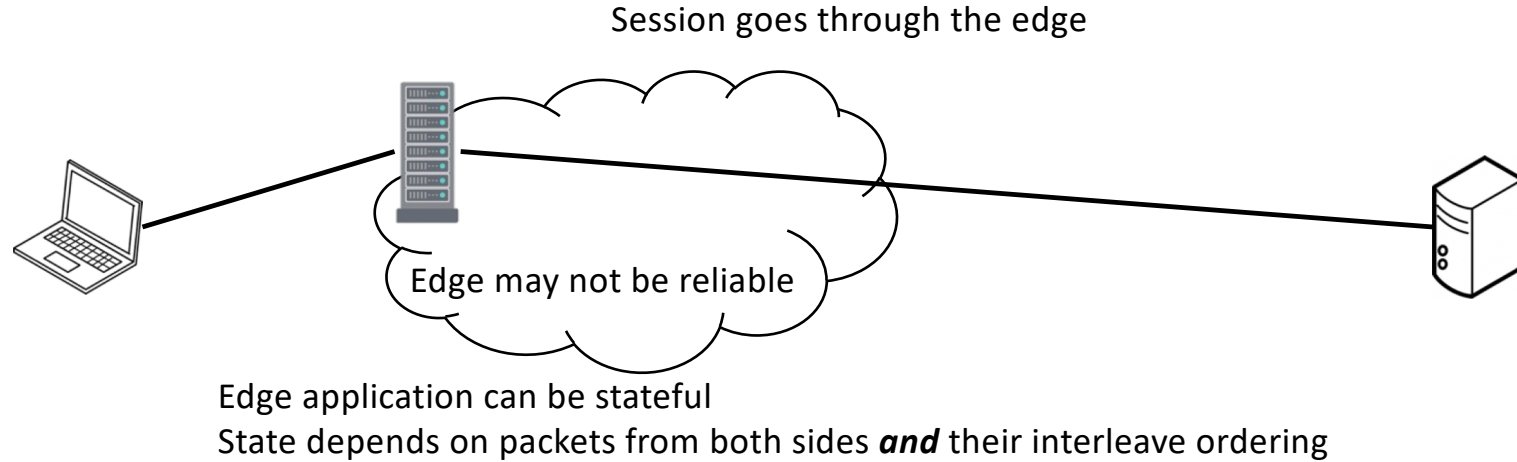 Session goes through the edge
Edge may not be reliable
Edge application can be stateful
State depends on packets from both sides and their interleave ordering